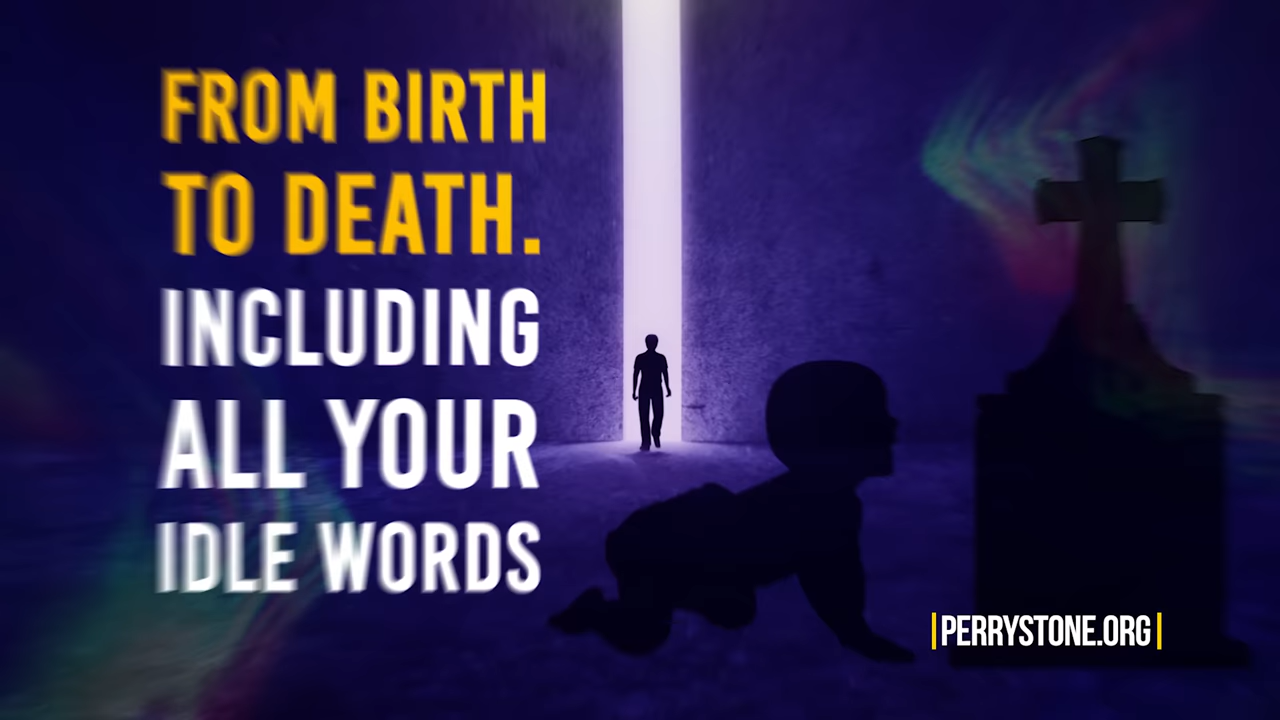 FROM BIRTH
TO DEATH.
INCLUDING
ALL YOUR
IDLE WORDS
|PERRYSTONE.ORG|